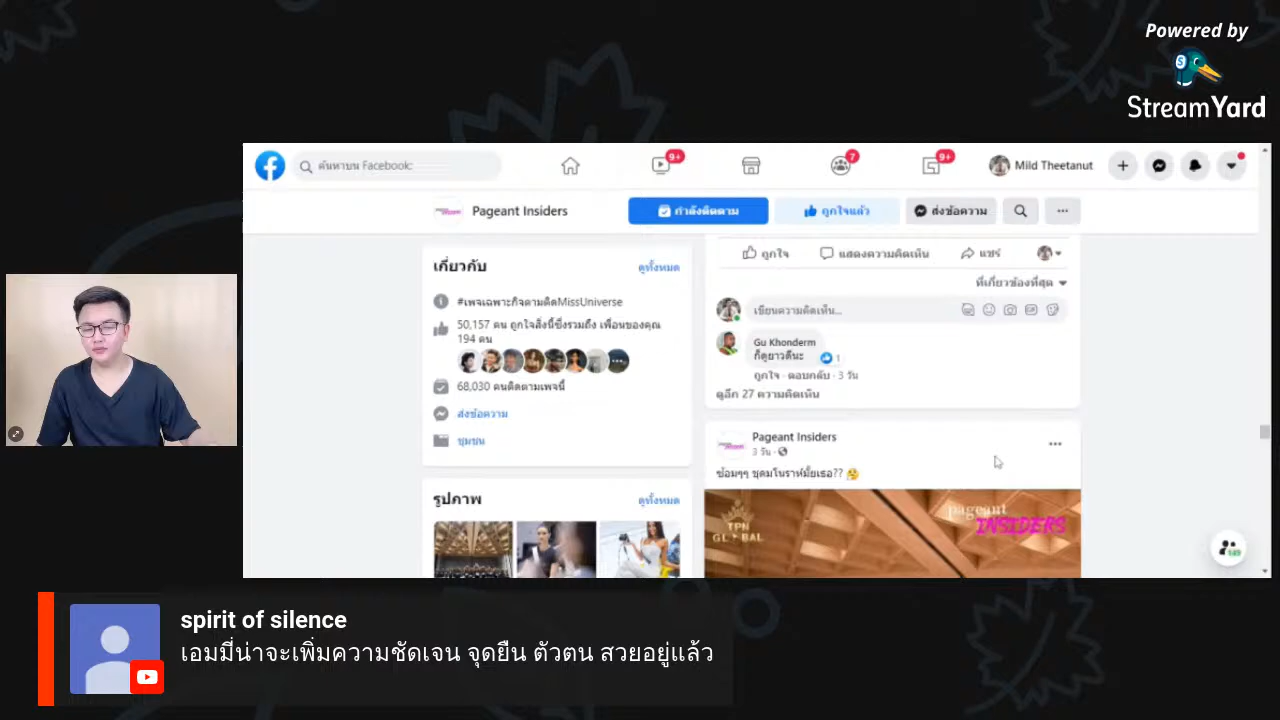 Powered by
StreamYard
ค้นหาบน Facebook
9+
7
9+
Mild Theetanut
Pageant Insiders
กำลังติดตาม
ถูกใจแล้ว
ส่งข้อความ
เกี่ยวกับ
ดูทั้งหมด
#เพจเฉพาะกิจตามติดMissUniverse
50,157 คน ถูกใจสิ่งนี้ซึ่งรวมถึง เพื่อนของคุณ
194 คน
68,030 คนติดตามเพจนี้
ส่งข้อความ
ชุมชน
รูปภาพ
ดูทั้งหมด
ถูกใจ
แสดงความคิดเห็น
แชร์
ที่เกี่ยวข้องที่สุด
เขียนความคิดเห็น...
GIF
Gu Khonderm
ก็ดูยาวดีนะ
1
ถูกใจ · ตอบกลับ · 3 วัน
ดูอีก 27 ความคิดเห็น
Pageant Insiders
3 วัน ·
ซ้อมๆๆ ชุดมโนราห์มั้ยเธอ??
TPN
GLOBAL
pageant
INSIDERS
149
spirit of silence
เอมมี่น่าจะเพิ่มความชัดเจน จุดยืน ตัวตน สวยอยู่แล้ว